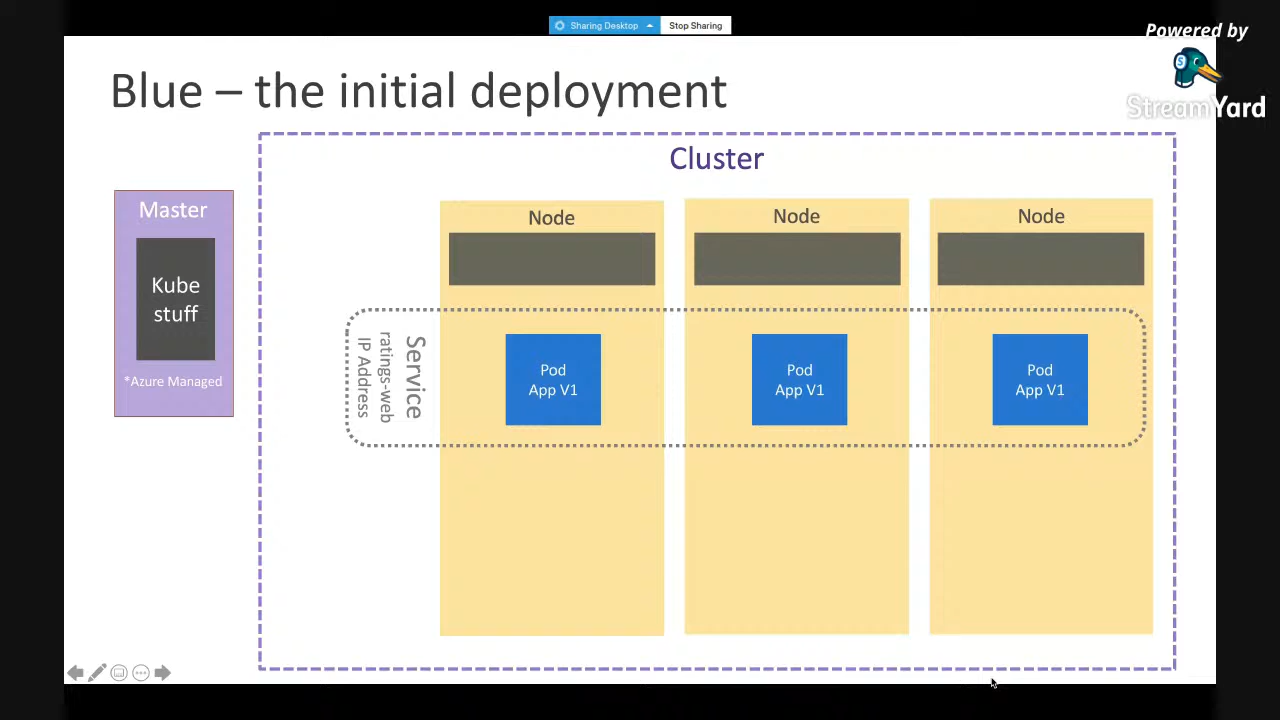 Sharing Desktop
Stop Sharing
Powered by
StreamYard
Blue – the initial deployment
Cluster
Master
Kube
stuff
*Azure Managed
Node
Node
Node
Service
ratings-web
IP Address
Pod
App V1
Pod
App V1
Pod
App V1